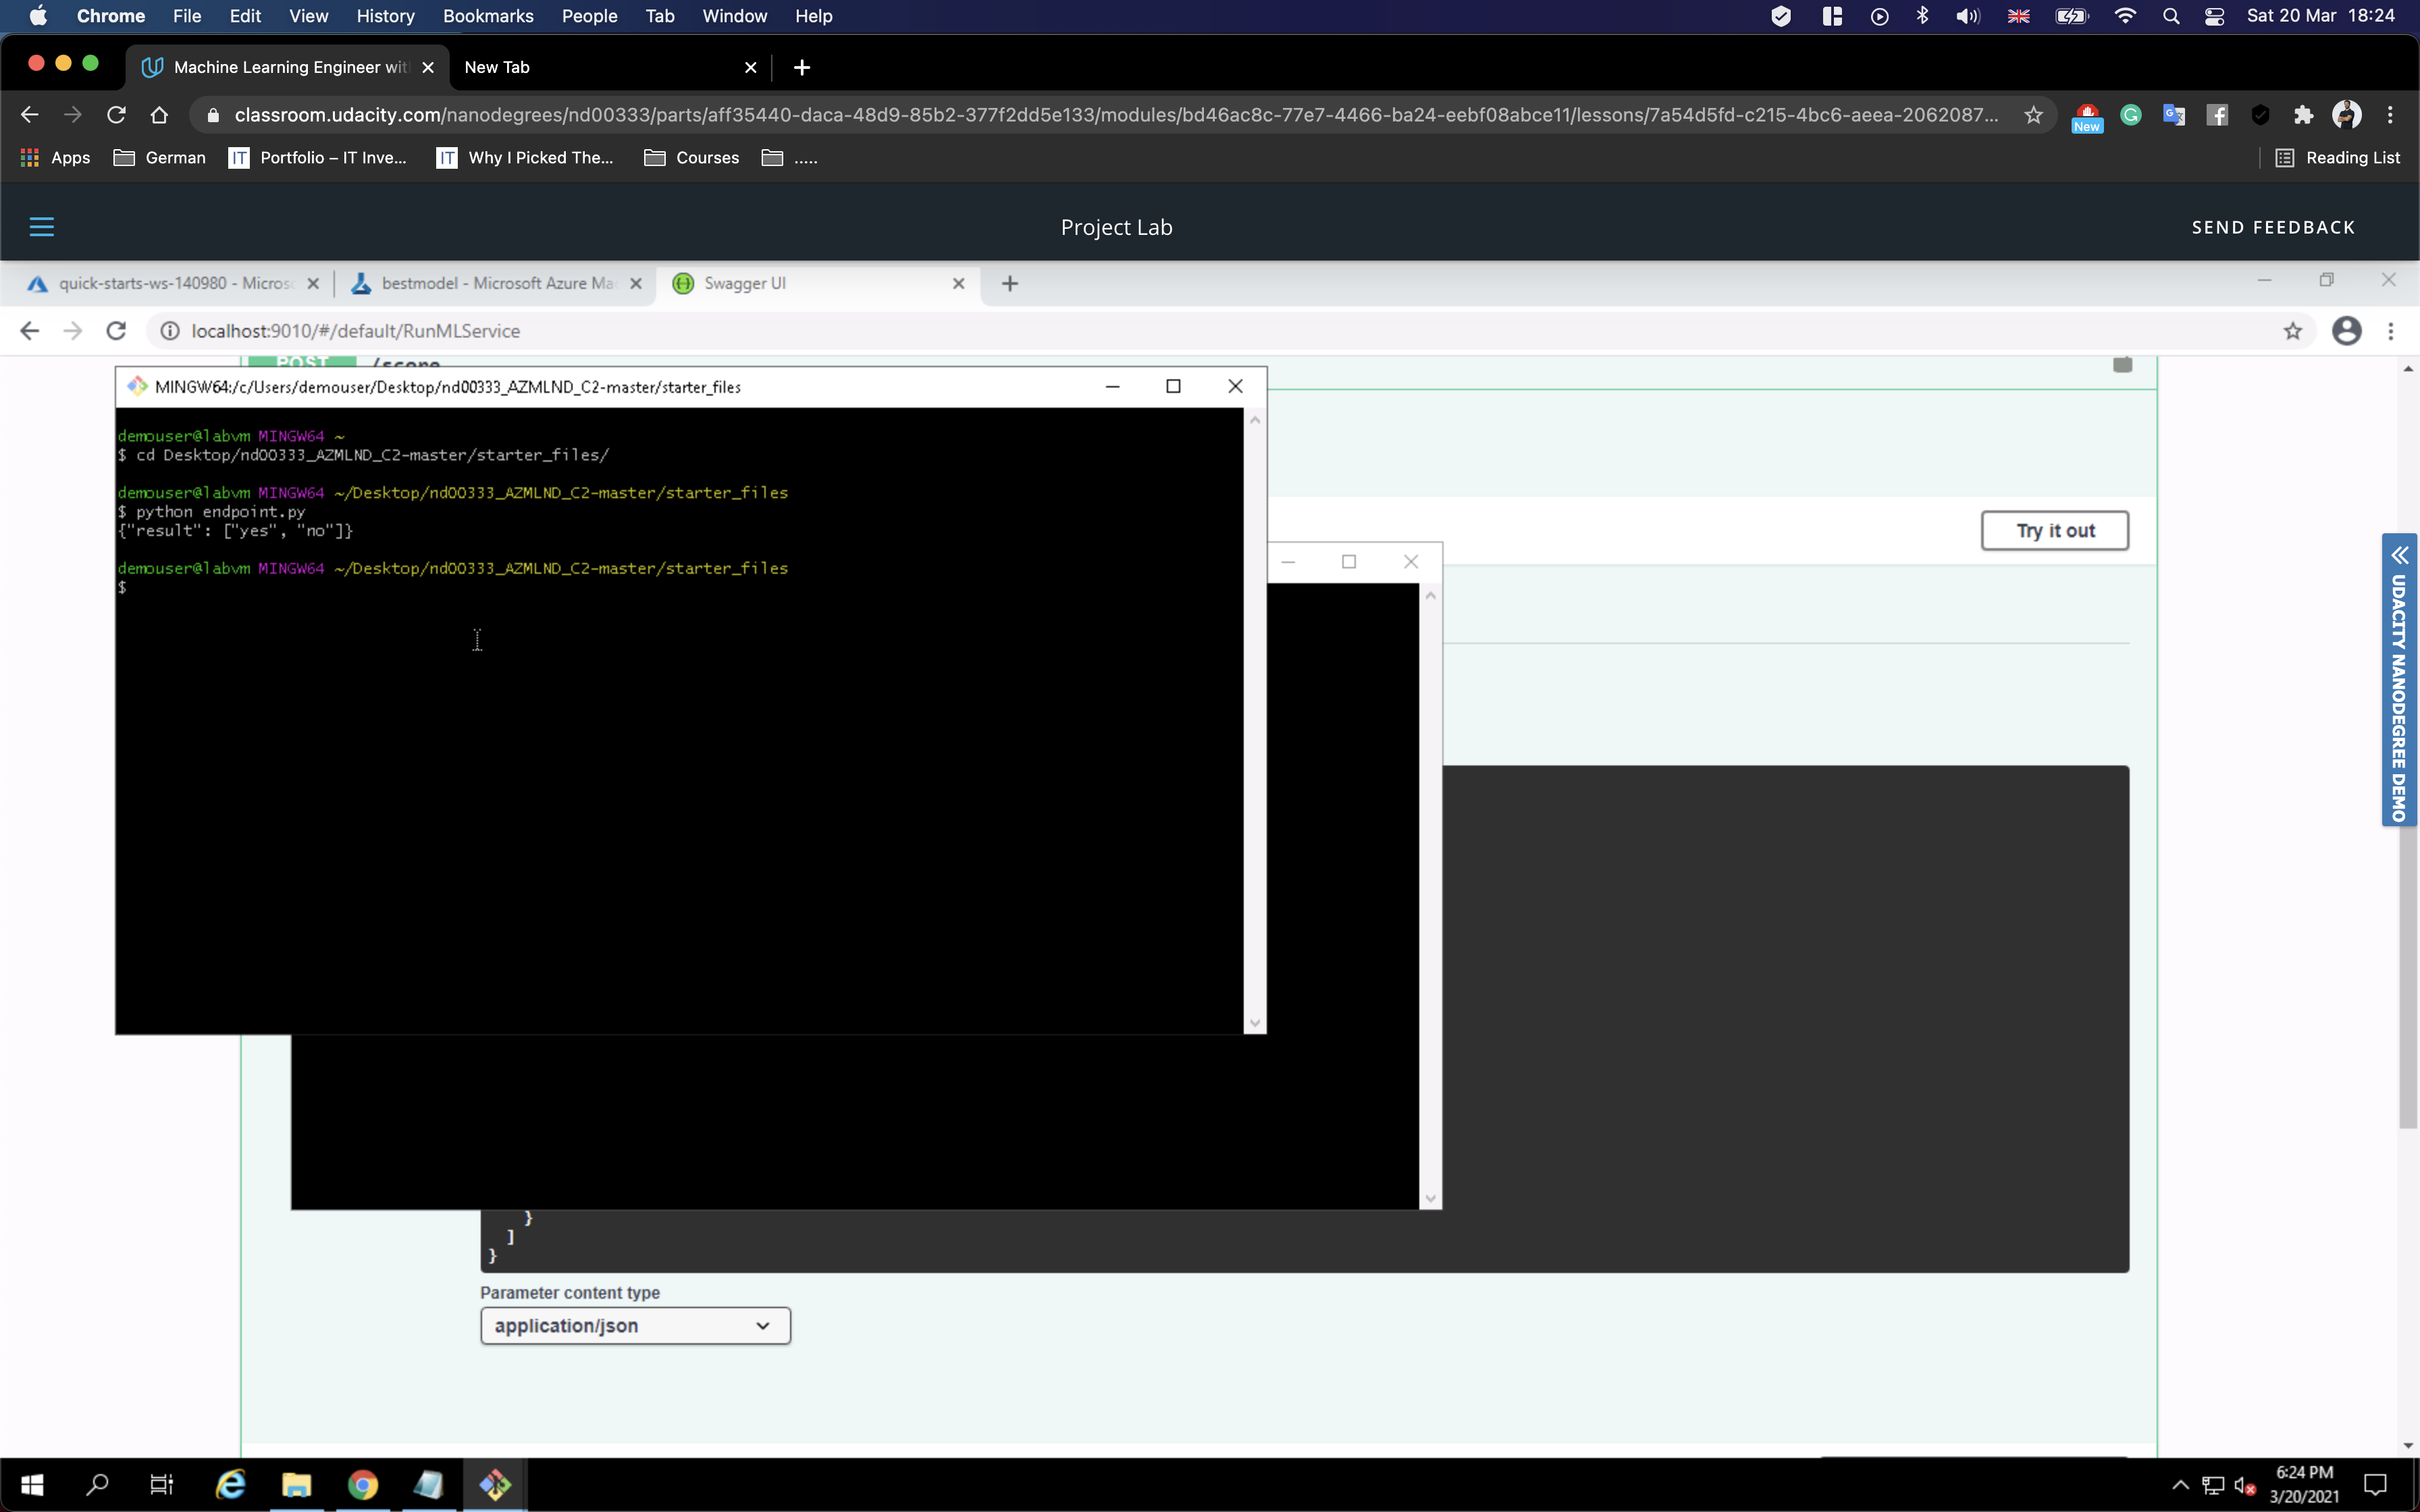 Chrome File Edit View History Bookmarks People Tab Window Help Sat 20 Mar 18:24
Machine Learning Engineer wit New Tab
classroom.udacity.com/nanodegrees/nd00333/parts/aff35440-daca-48d9-85b2-377f2dd5e133/modules/bd46ac8c-77e7-4466-ba24-eebf08abce11/lessons/7a54d5fd-c215-4bc6-aeea-2062087... New
Apps German IT Portfolio – IT Inve... IT Why I Picked The... Courses ..... Reading List
Project Lab SEND FEEDBACK
quick-starts-ws-140980 - Micros bestmodel - Microsoft Azure Ma Swagger UI
localhost:9010/#/default/RunMLService
POST /score
MINGW64:/c/Users/demouser/Desktop/nd00333_AZMLND_C2-master/starter_files
demouser@labvm MINGW64 ~
$ cd Desktop/nd00333_AZMLND_C2-master/starter_files/
demouser@labvm MINGW64 ~/Desktop/nd00333_AZMLND_C2-master/starter_files
$ python endpoint.py
{"result": ["yes", "no"]}
demouser@labvm MINGW64 ~/Desktop/nd00333_AZMLND_C2-master/starter_files
$
Try it out
UDACITY NANODEGREE DEMO
}
]
}
Parameter content type
application/json
6:24 PM
3/20/2021